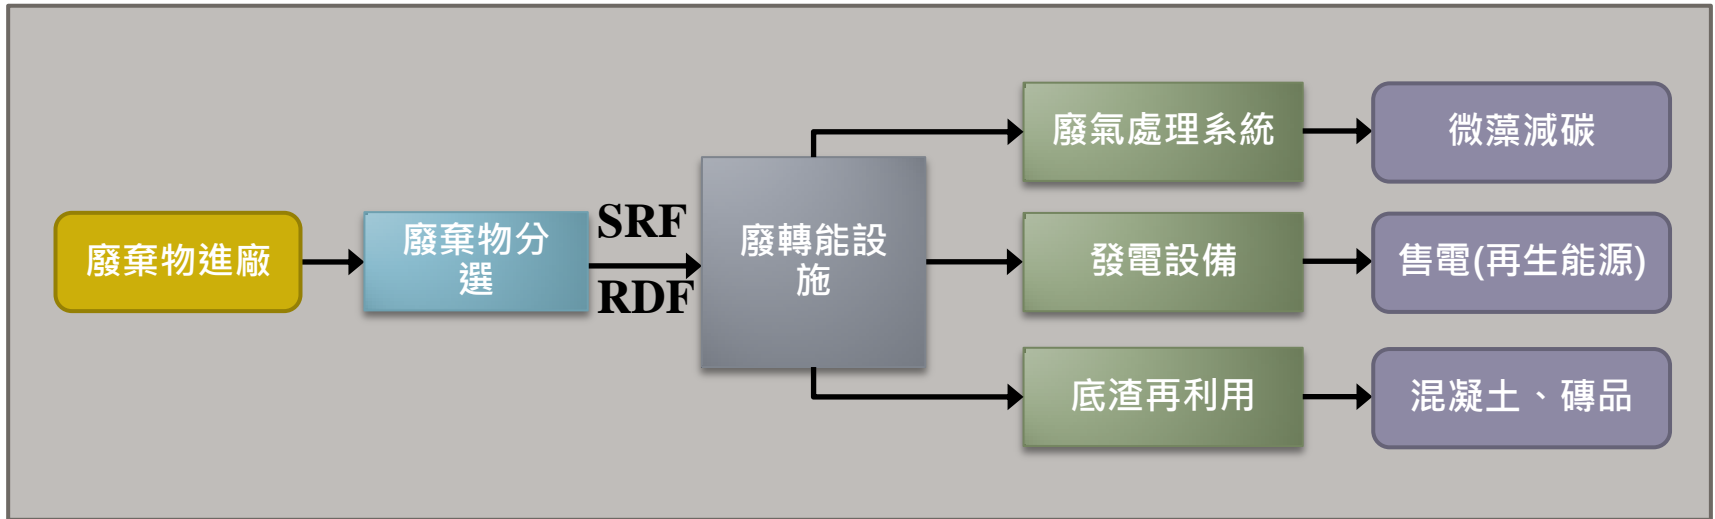 廢棄物進廠
廢棄物分
選
SRF
RDF
廢轉能設
施
廢氣處理系統
微藻減碳
發電設備
售電(再生能源)
底渣再利用
混凝土、磚品